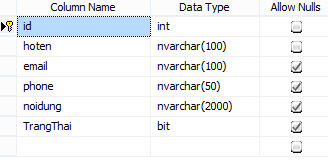 Column Name Data Type Allow Nulls
id int
hoten nvarchar(100)
email nvarchar(100)
phone nvarchar(50)
noidung nvarchar(2000)
TrangThai bit